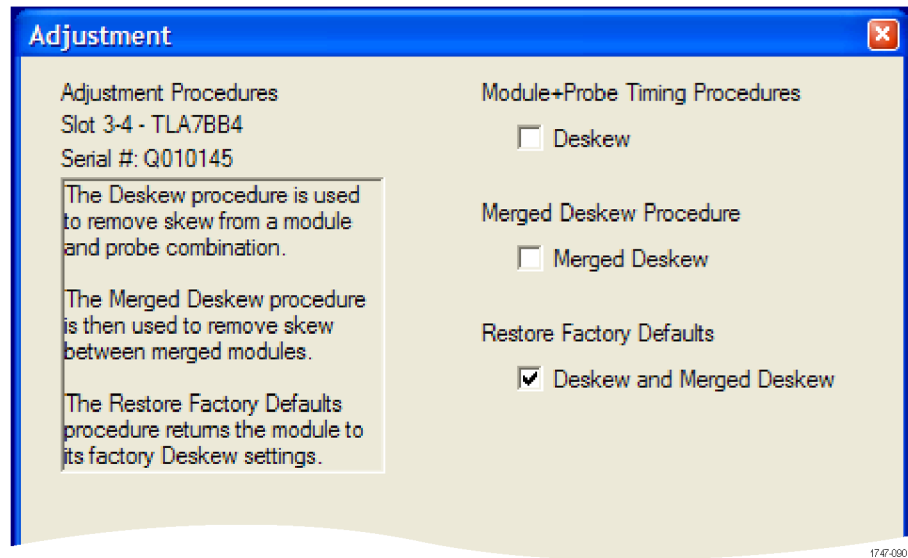 Adjustment
Adjustment Procedures
Slot 3-4 - TLA7BB4
Serial #: Q010145
The Deskew procedure is used
to remove skew from a module
and probe combination.
The Merged Deskew procedure
is then used to remove skew
between merged modules.
The Restore Factory Defaults
procedure returns the module to
its factory Deskew settings.
Module+Probe Timing Procedures
Deskew
Merged Deskew Procedure
Merged Deskew
Restore Factory Defaults
Deskew and Merged Deskew
1747-090